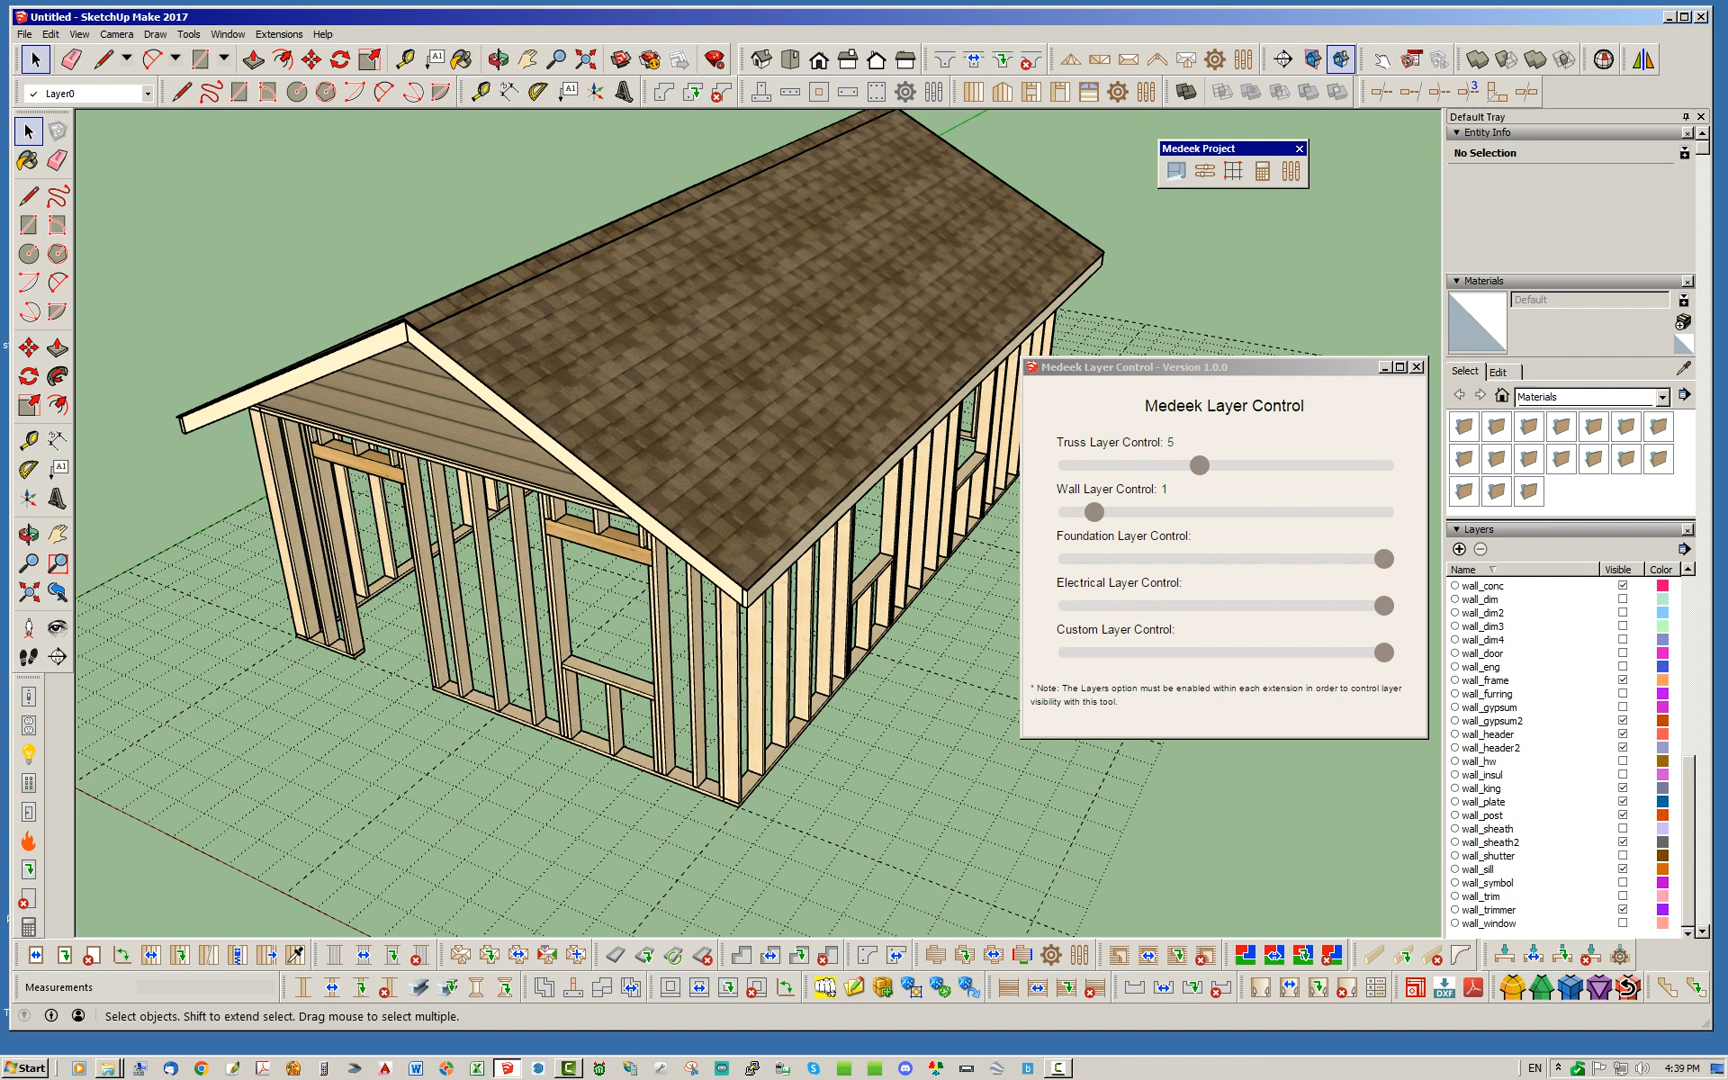 Untitled - SketchUp Make 2017
File Edit View Camera Draw Tools Window Extensions Help
Layer0
3
A1
A1
Default Tray
Entity Info
No Selection
Medeek Project
Materials
Default
Select Edit
Materials
Medeek Layer Control - Version 1.0.0
Medeek Layer Control
Truss Layer Control: 5
Wall Layer Control: 1
Foundation Layer Control:
Electrical Layer Control:
Custom Layer Control:
* Note: The Layers option must be enabled within each extension in order to control layer
visibility with this tool.
A1
Layers
Name Visible Color
wall_conc
wall_dim
wall_dim2
wall_dim3
wall_dim4
wall_door
wall_eng
wall_frame
wall_furring
wall_gypsum
wall_gypsum2
wall_header
wall_header2
wall_hw
wall_insul
wall_king
wall_plate
wall_post
wall_sheath
wall_sheath2
wall_shutter
wall_sill
wall_symbol
wall_trim
wall_trimmer
wall_window
Measurements
DXF
Select objects. Shift to extend select. Drag mouse to select multiple.
Start
EN
4:39 PM